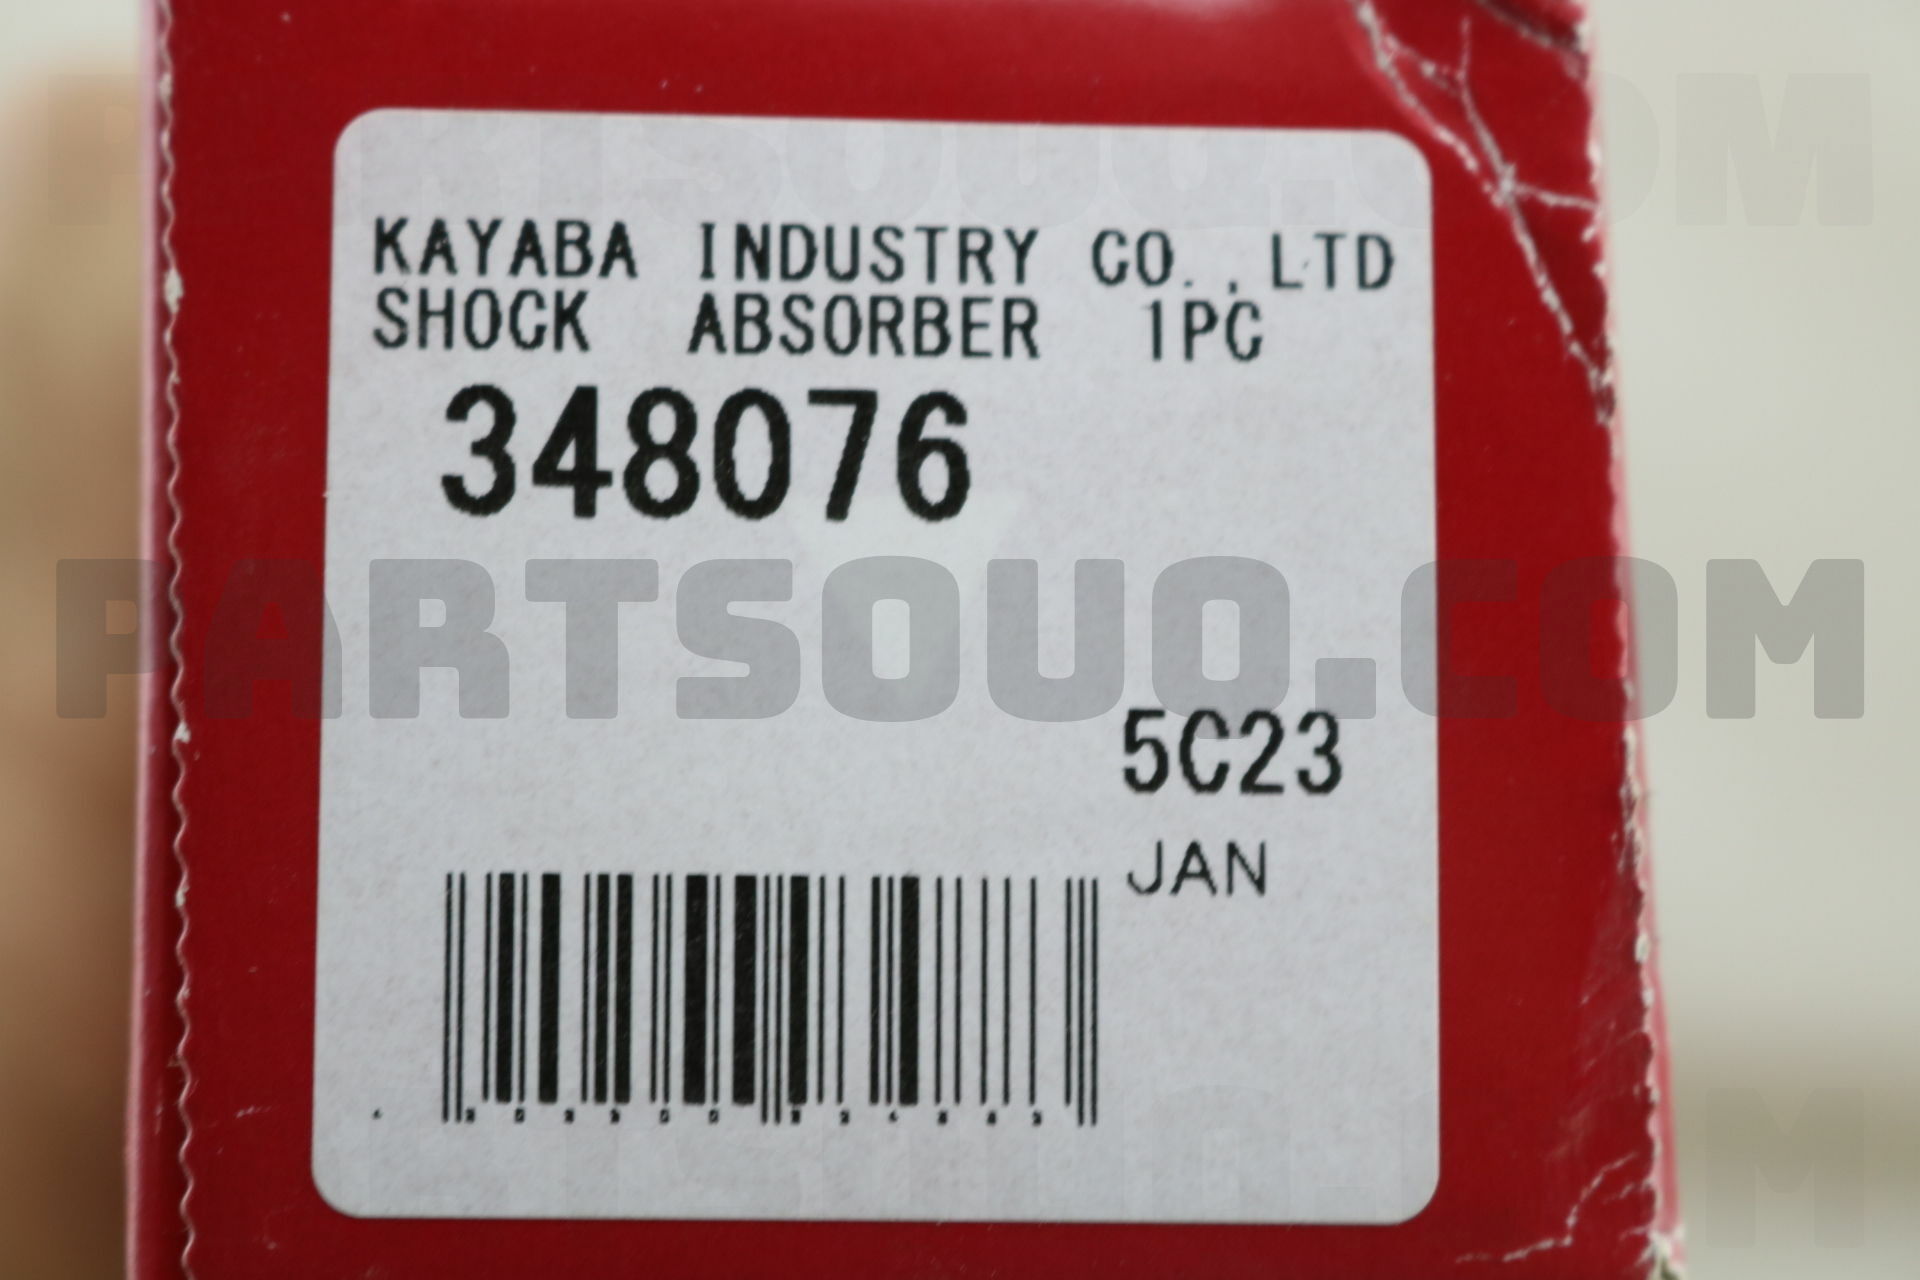 KAYABA INDUSTRY CO.,LTD
SHOCK ABSORBER 1PC
348076
PARTSOUQ.COM
5C23
JAN